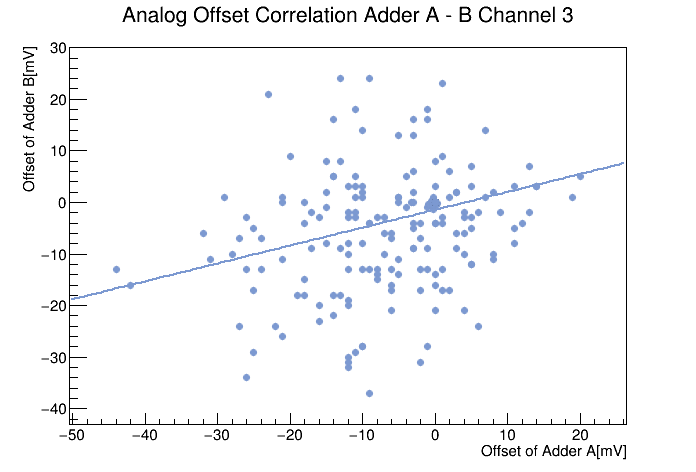 Analog Offset Correlation Adder A - B Channel 3
Offset of Adder B[mV]
30
20
10
0
−10
−20
−30
−40
−50 −40 −30 −20 −10 0 10 20
Offset of Adder A[mV]